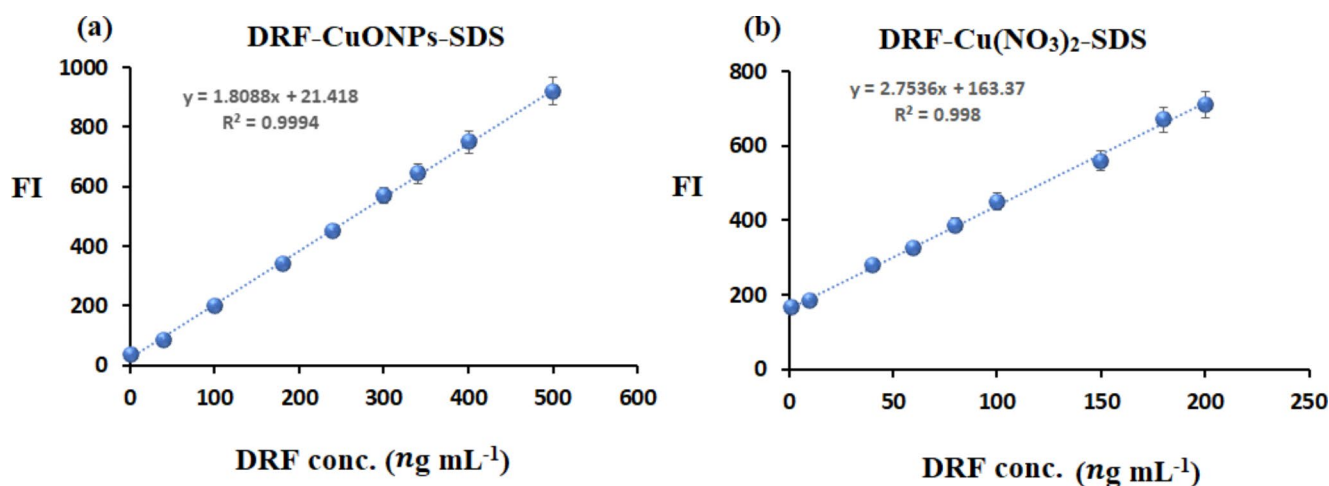 (a)
DRF-CuONPs-SDS
y = 1.8088x + 21.418
R² = 0.9994
1000
800
600
400
200
0
FI
0 100 200 300 400 500 600
DRF conc. (ng mL⁻¹)
(b)
DRF-Cu(NO₃)₂-SDS
y = 2.7536x + 163.37
R² = 0.998
800
600
400
200
0
FI
0 50 100 150 200 250
DRF conc. (ng mL⁻¹)